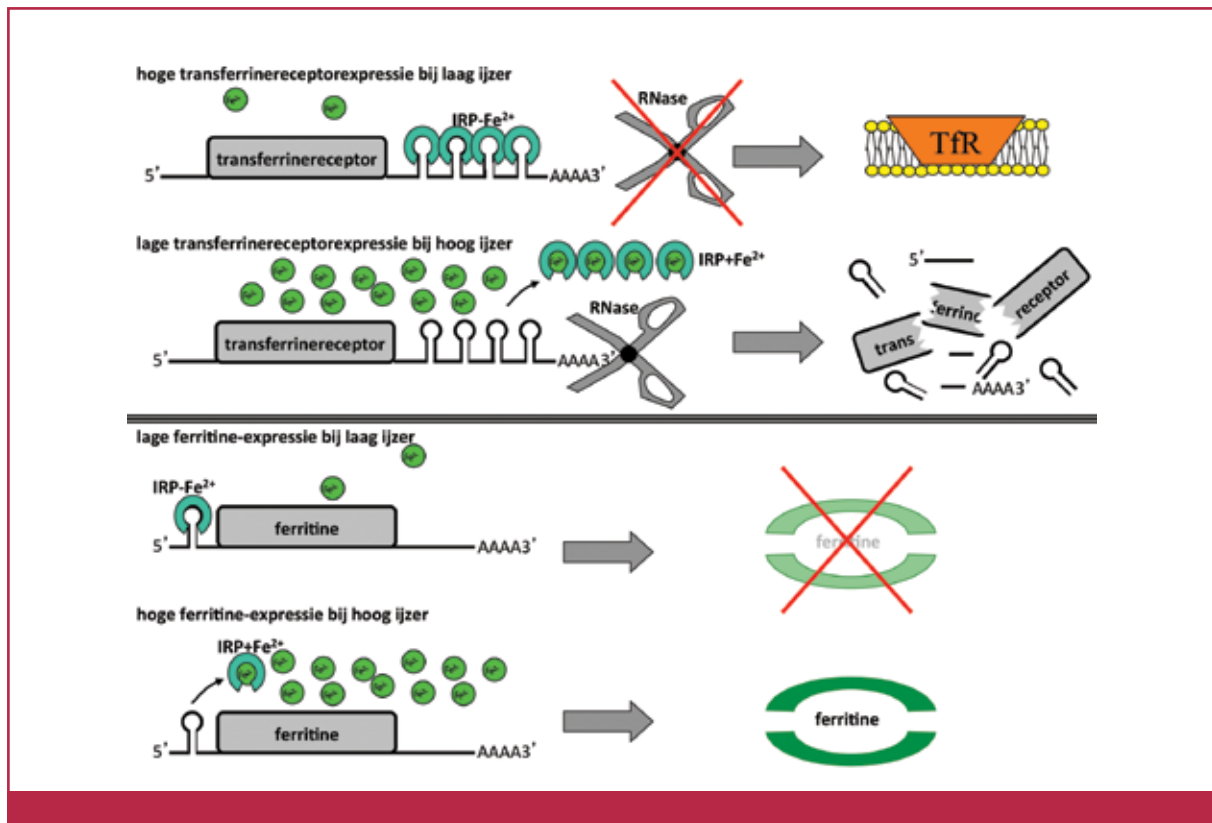 hoge transferrinereceptorexpressie bij laag ijzer
IRP-Fe²⁺
RNase
transferrinereceptor
5'
AAAA3'
TfR
lage transferrinereceptorexpressie bij hoog ijzer
IRP+Fe²⁺
RNase
transferrinereceptor
5'
AAAA3'
5'
trans
ferrine
receptor
AAAA3'
lage ferritine-expressie bij laag ijzer
IRP-Fe²⁺
ferritine
5'
AAAA3'
ferritine
hoge ferritine-expressie bij hoog ijzer
IRP+Fe²⁺
ferritine
5'
AAAA3'
ferritine